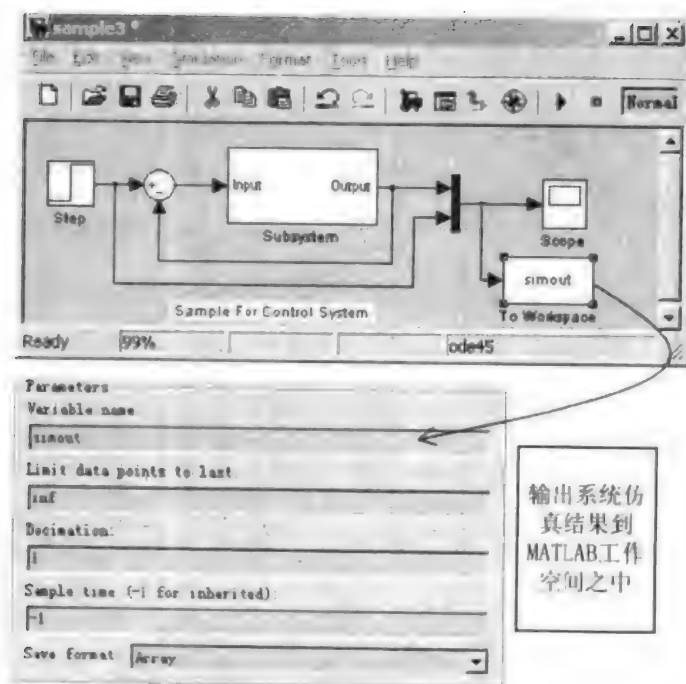 sample3 *
File Edit View Simulation Format Tools Help
Normal
Step
+-
Input Output
Subsystem
Scope
simout
To Workspace
Sample For Control System
Ready 99% ode45
Parameters
Variable name
simout
Limit data points to last
inf
Decimation:
1
Sample time (-1 for inherited):
-1
Save format Array
输出系统仿
真结果到
MATLAB工作
空间之中